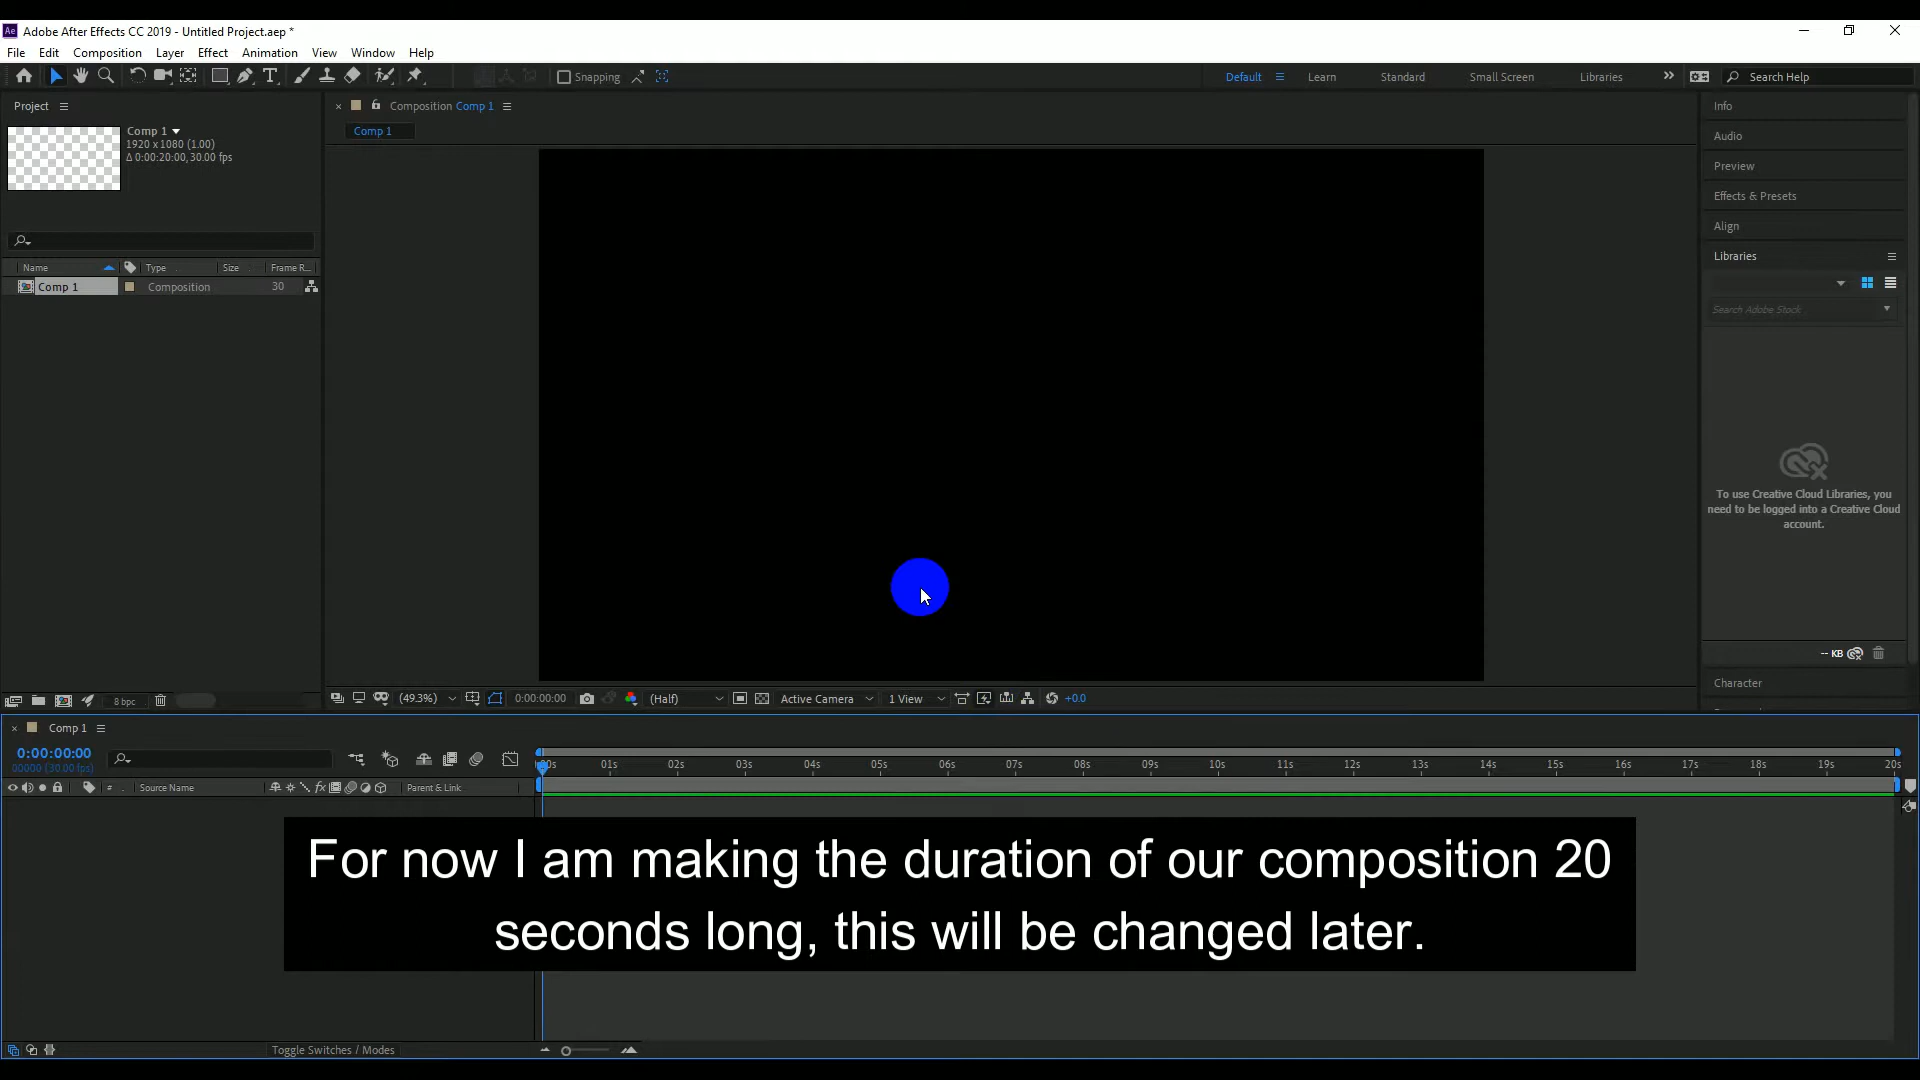 Ae Adobe After Effects CC 2019 - Untitled Project.aep *
File Edit Composition Layer Effect Animation View Window Help
Snapping Default Learn Standard Small Screen Libraries Search Help
Project
Comp 1
1920 x 1080 (1.00)
Δ 0:00:20:00, 30.00 fps
Name Type Size Frame R...
Comp 1 Composition 30
8 bpc
Composition Comp 1
Comp 1
(49.3%) 0:00:00:00 (Half) Active Camera 1 View +0.0
Info
Audio
Preview
Effects & Presets
Align
Libraries
Search Adobe Stock
To use Creative Cloud Libraries, you
need to be logged into a Creative Cloud
account.
-- KB
Character
Comp 1
0:00:00:00
00000 (30.00 fps)
:00s 01s 02s 03s 04s 05s 06s 07s 08s 09s 10s 11s 12s 13s 14s 15s 16s 17s 18s 19s 20s
# . Source Name fx Parent & Link
For now I am making the duration of our composition 20
seconds long, this will be changed later.
Toggle Switches / Modes